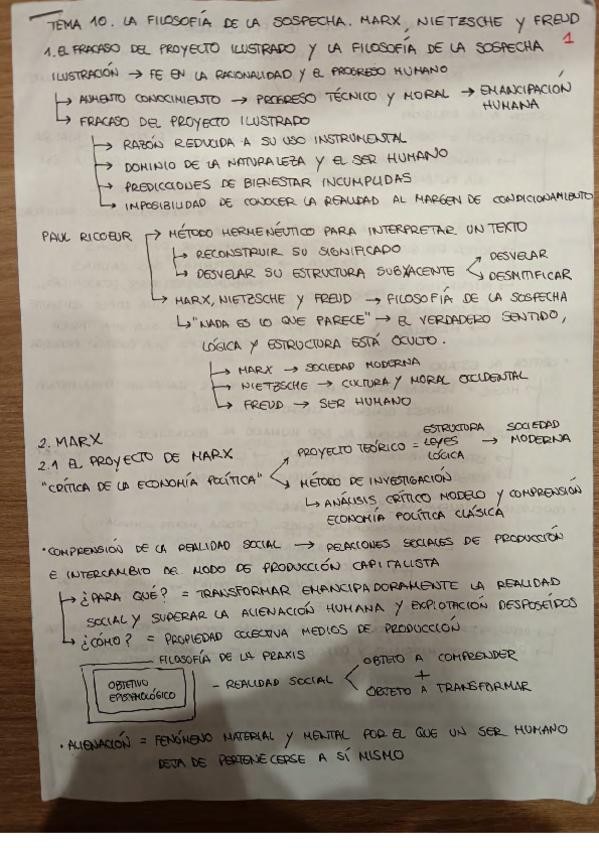 TEMA 10. LA FILOSOFÍA DE LA SOSPECHA. MARX, NIETZSCHE Y FREUD
1
1. EL FRACASO DEL PROYECTO ILUSTRADO Y LA FILOSOFÍA DE LA SOSPECHA
ILUSTRACIÓN → FE EN LA RACIONALIDAD Y EL PROGRESO HUMANO
↳ AUMENTO CONOCIMIENTO → PROGRESO TÉCNICO Y MORAL → EMANCIPACIÓN HUMANA
↳ FRACASO DEL PROYECTO ILUSTRADO
→ RAZÓN REDUCIDA A SU USO INSTRUMENTAL
→ DOMINIO DE LA NATURALEZA Y EL SER HUMANO
→ PREDICCIONES DE BIENESTAR INCUMPLIDAS
→ IMPOSIBILIDAD DE CONOCER LA REALIDAD AL MARGEN DE CONDICIONAMIENTO
PAUL RICOEUR → MÉTODO HERMENÉUTICO PARA INTERPRETAR UN TEXTO
→ RECONSTRUIR SU SIGNIFICADO
→ DESVELAR SU ESTRUCTURA SUBYACENTE
DESVELAR
DESMITIFICAR
→ MARX, NIETZSCHE Y FREUD → FILOSOFÍA DE LA SOSPECHA
↳ "NADA ES LO QUE PARECE" → EL VERDADERO SENTIDO,
LÓGICA Y ESTRUCTURA ESTÁ OCULTO.
→ MARX → SOCIEDAD MODERNA
→ NIETZSCHE → CULTURA Y MORAL OCCIDENTAL
→ FREUD → SER HUMANO
2. MARX
2.1 EL PROYECTO DE MARX
"CRÍTICA DE LA ECONOMÍA POLÍTICA"
PROYECTO TEÓRICO =
ESTRUCTURA
LEYES
LÓGICA
→ SOCIEDAD
MODERNA
MÉTODO DE INVESTIGACIÓN
↳ ANÁLISIS CRÍTICO MODELO Y COMPRENSIÓN
ECONOMÍA POLÍTICA CLÁSICA
• COMPRENSIÓN DE LA REALIDAD SOCIAL → RELACIONES SOCIALES DE PRODUCCIÓN
E INTERCAMBIO DEL MODO DE PRODUCCIÓN CAPITALISTA
→ ¿PARA QUÉ? = TRANSFORMAR EMANCIPADORAMENTE LA REALIDAD
SOCIAL Y SUPERAR LA ALIENACIÓN HUMANA Y EXPLOTACIÓN DESPOSEÍDOS
→ ¿CÓMO? = PROPIEDAD COLECTIVA MEDIOS DE PRODUCCIÓN
FILOSOFÍA DE LA PRAXIS
OBJETIVO
EPISTEMOLÓGICO
- REALIDAD SOCIAL
OBJETO A COMPRENDER
+
OBJETO A TRANSFORMAR
• ALIENACIÓN = FENÓMENO MATERIAL Y MENTAL POR EL QUE UN SER HUMANO
DEJA DE PERTENECERSE A SÍ MISMO